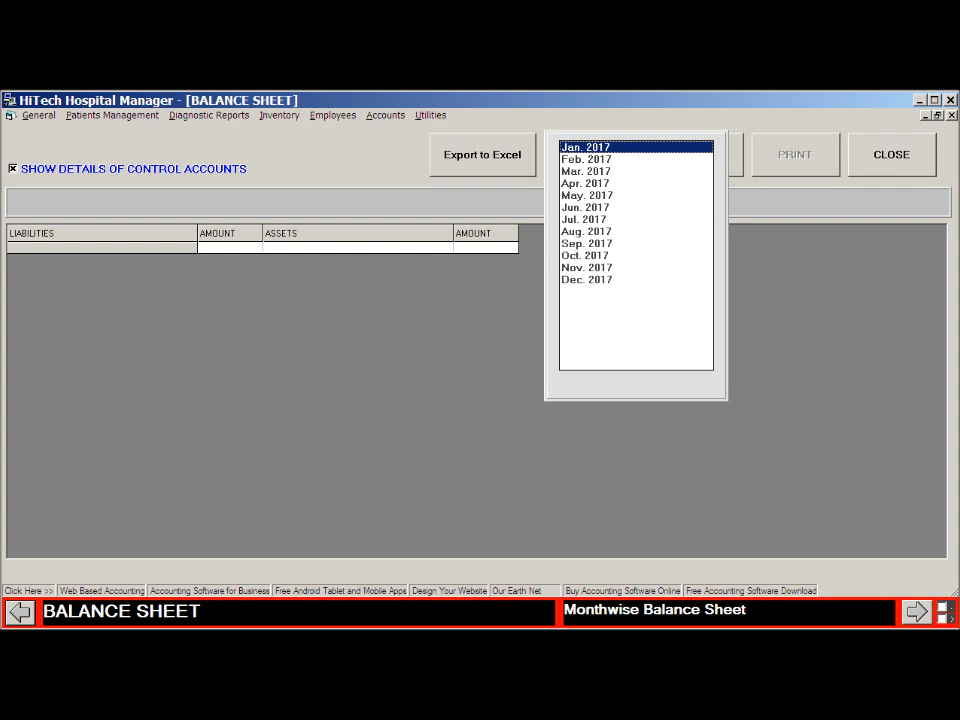 HiTech Hospital Manager - [BALANCE SHEET]
General Patients Management Diagnostic Reports Inventory Employees Accounts Utilities
Export to Excel
PRINT
CLOSE
SHOW DETAILS OF CONTROL ACCOUNTS
Jan. 2017
Feb. 2017
Mar. 2017
Apr. 2017
May. 2017
Jun. 2017
Jul. 2017
Aug. 2017
Sep. 2017
Oct. 2017
Nov. 2017
Dec. 2017
LIABILITIES AMOUNT ASSETS AMOUNT
Click Here >> Web Based Accounting Accounting Software for Business Free Android Tablet and Mobile Apps Design Your Website Our Earth Net Buy Accounting Software Online Free Accounting Software Download
BALANCE SHEET
Monthwise Balance Sheet